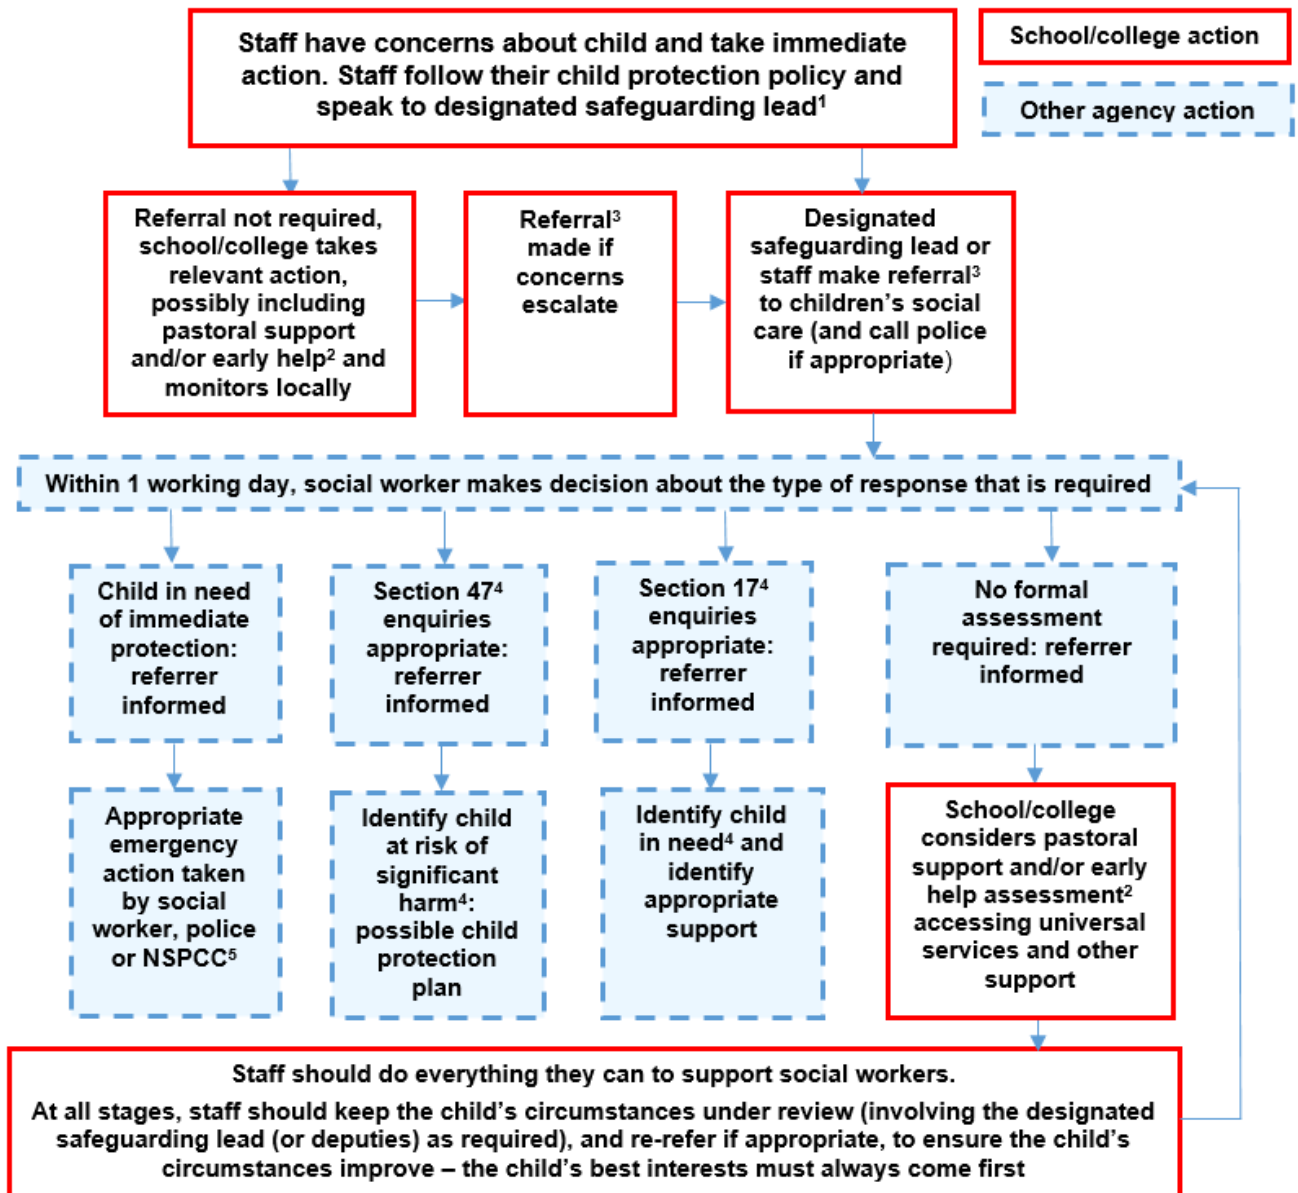 Staff have concerns about child and take immediate
action. Staff follow their child protection policy and
speak to designated safeguarding lead¹
School/college action
Other agency action
Referral not required,
school/college takes
relevant action,
possibly including
pastoral support
and/or early help² and
monitors locally
Referral³
made if
concerns
escalate
Designated
safeguarding lead or
staff make referral³
to children’s social
care (and call police
if appropriate)
Within 1 working day, social worker makes decision about the type of response that is required
Child in need
of immediate
protection:
referrer
informed
Section 47⁴
enquiries
appropriate:
referrer
informed
Section 17⁴
enquiries
appropriate:
referrer
informed
No formal
assessment
required: referrer
informed
Appropriate
emergency
action taken
by social
worker, police
or NSPCC⁵
Identify child
at risk of
significant
harm⁴:
possible child
protection
plan
Identify child
in need⁴ and
identify
appropriate
support
School/college
considers pastoral
support and/or early
help assessment²
accessing universal
services and other
support
Staff should do everything they can to support social workers.
At all stages, staff should keep the child’s circumstances under review (involving the designated
safeguarding lead (or deputies) as required), and re-refer if appropriate, to ensure the child’s
circumstances improve – the child’s best interests must always come first